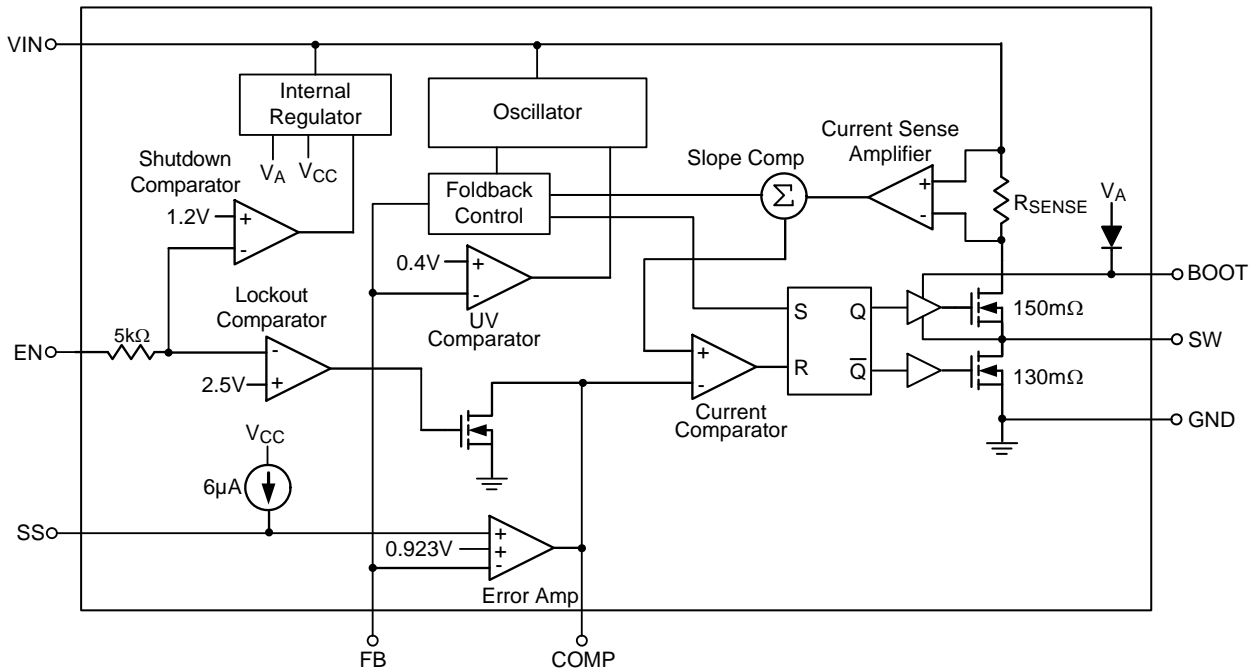 VIN
Internal
Regulator
Oscillator
Current Sense
Amplifier
Shutdown
Comparator
VA
VCC
Slope Comp
Foldback
Control
Σ
+
-
RSENSE
VA
1.2V
+
-
0.4V
+
-
BOOT
Lockout
Comparator
UV
Comparator
S
Q
150mΩ
5kΩ
EN
-
+
2.5V
+
-
R
Q
SW
130mΩ
Current
Comparator
GND
VCC
6µA
SS
0.923V
+
+
-
Error Amp
FB
COMP